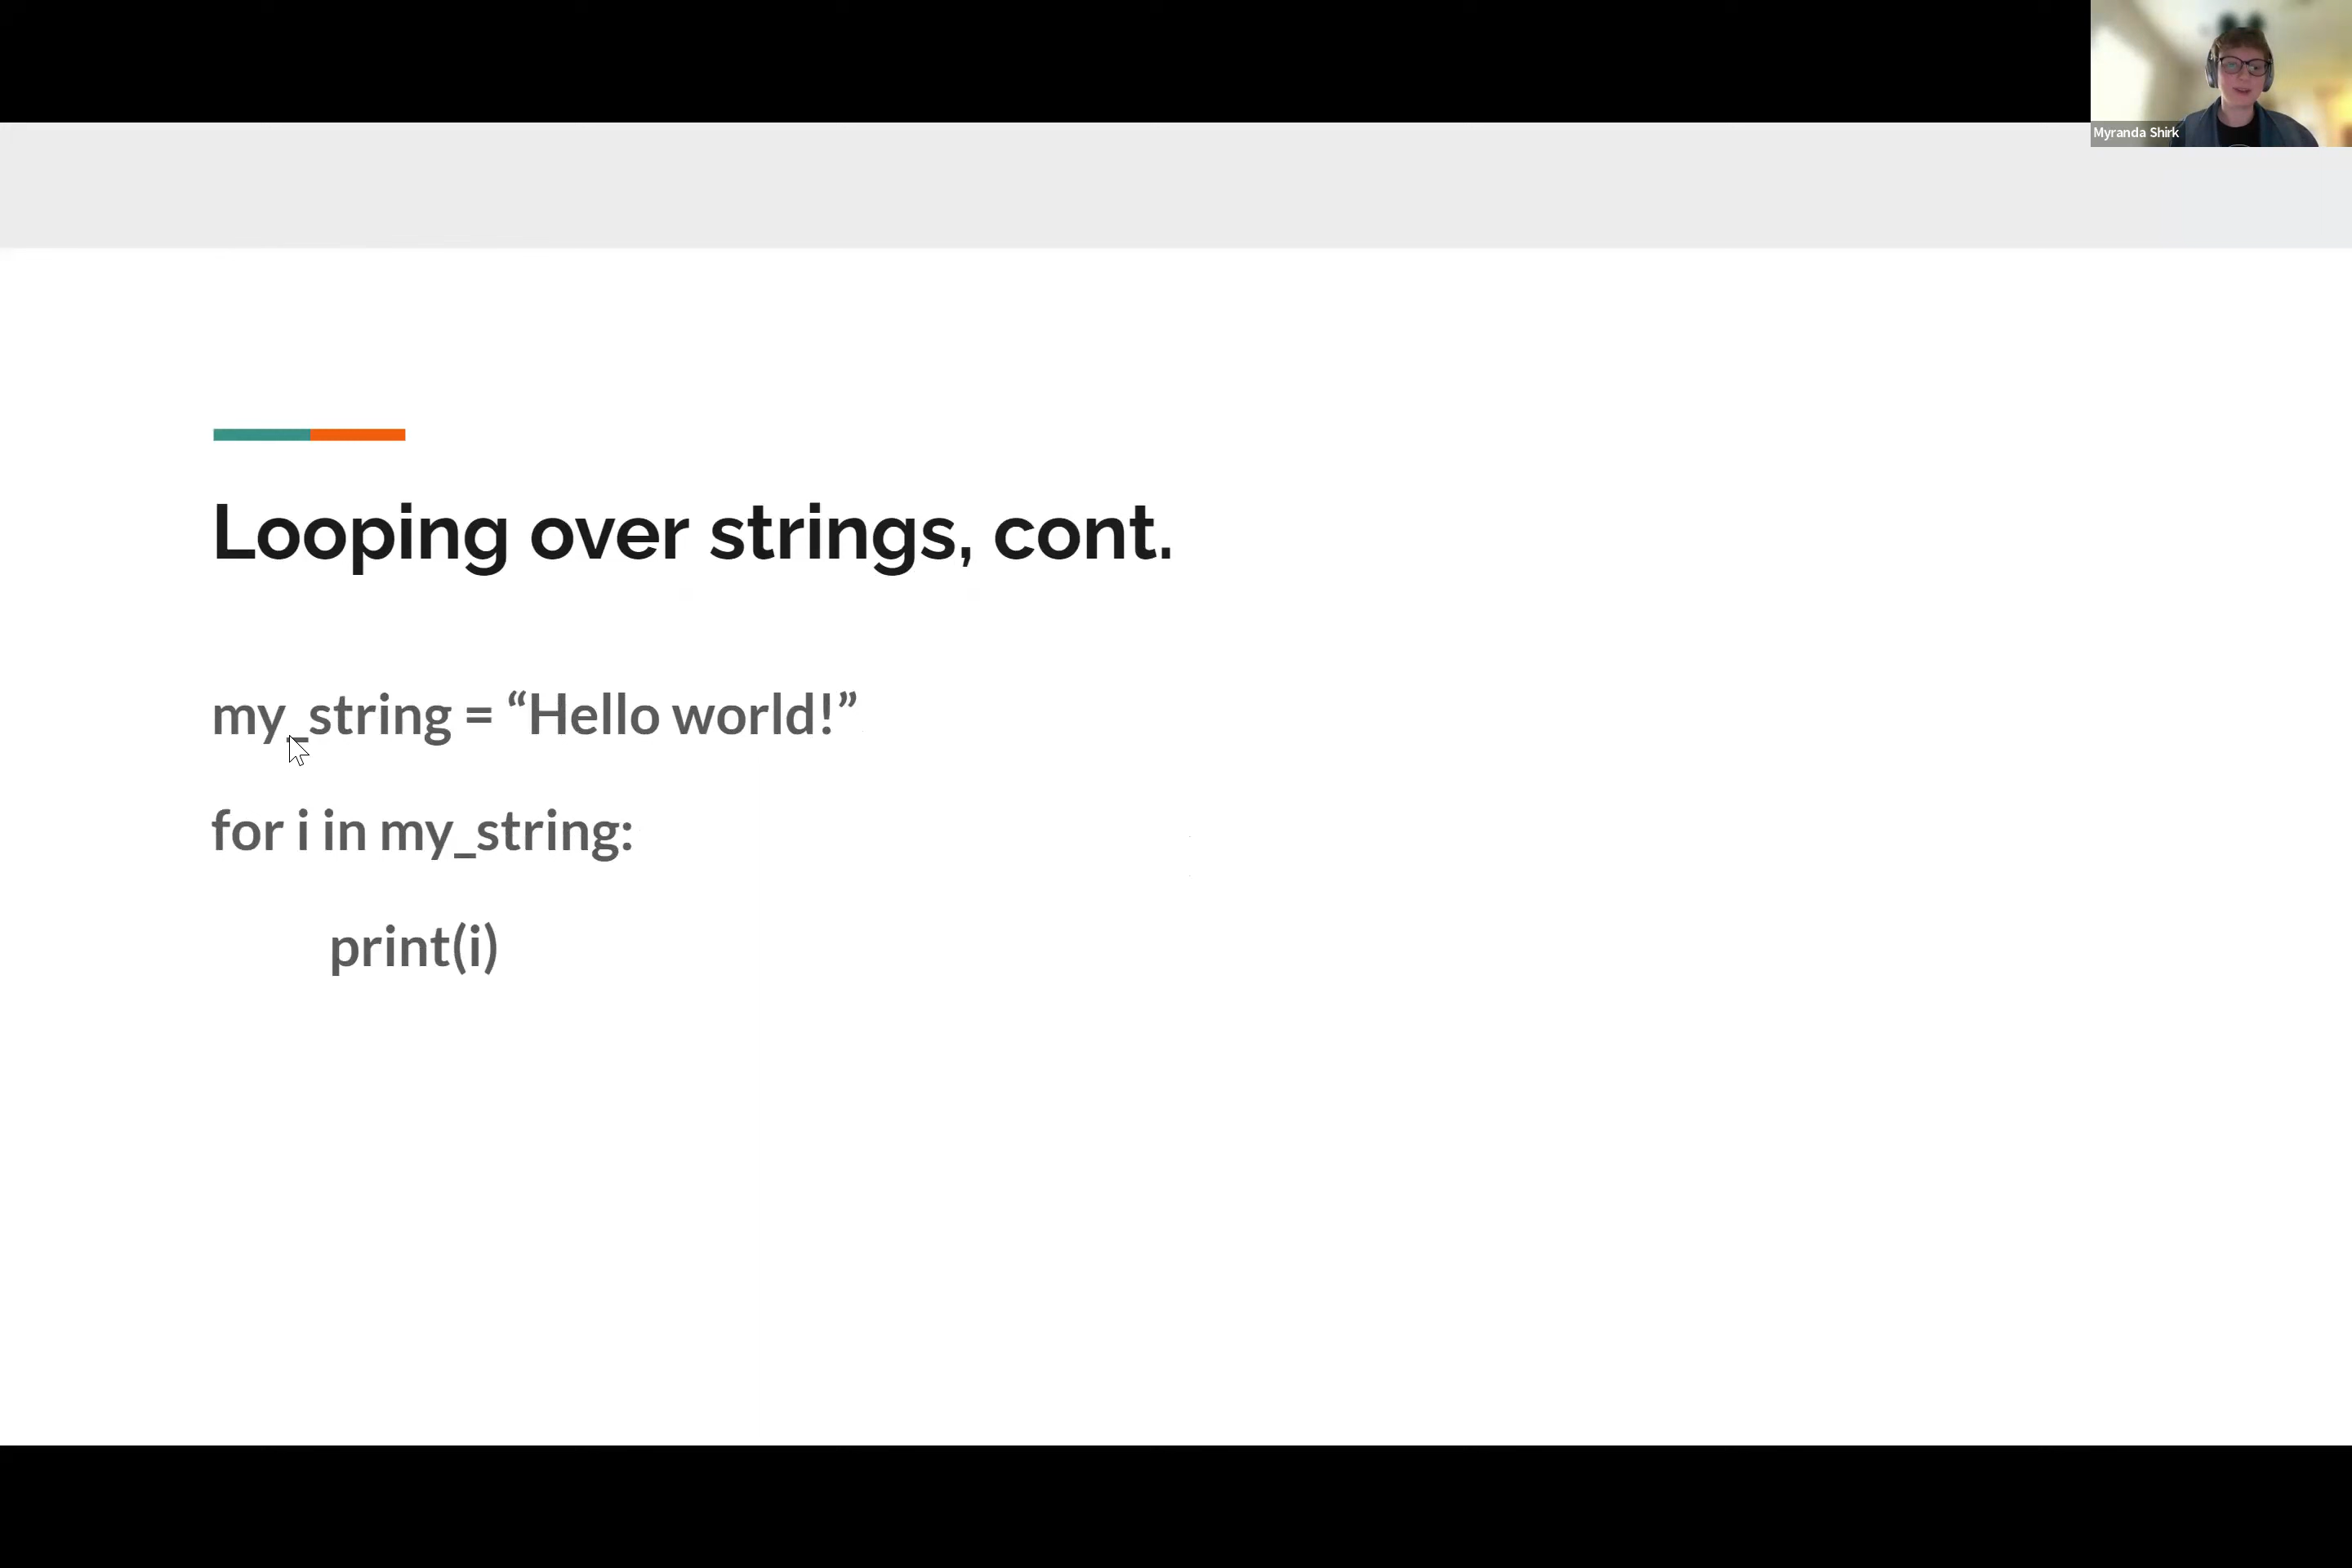 Myranda Shirk
Looping over strings, cont.
my_string = “Hello world!”
for i in my_string:
print(i)